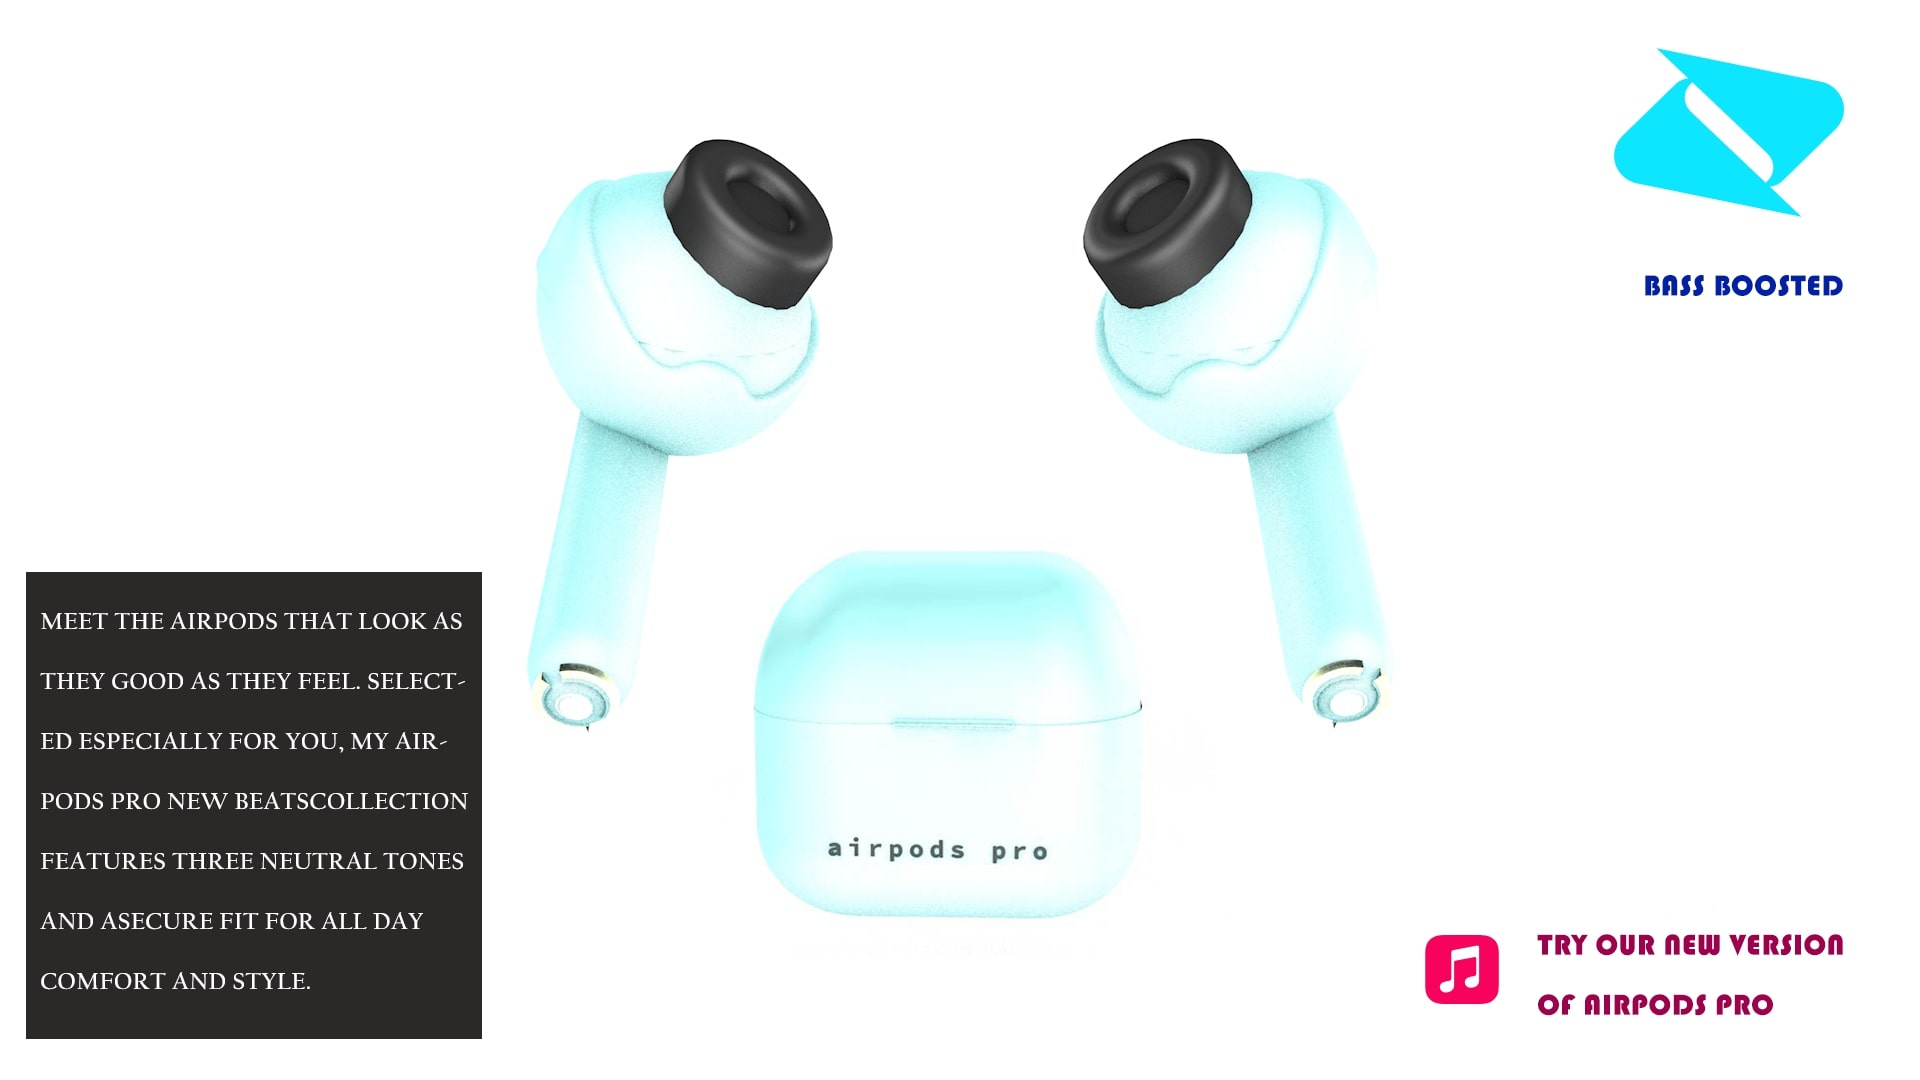 BASS BOOSTED
MEET THE AIRPODS THAT LOOK AS
THEY GOOD AS THEY FEEL. SELECT-
ED ESPECIALLY FOR YOU, MY AIR-
PODS PRO NEW BEATSCOLLECTION
FEATURES THREE NEUTRAL TONES
AND ASECURE FIT FOR ALL DAY
COMFORT AND STYLE.
airpods pro
TRY OUR NEW VERSION
OF AIRPODS PRO